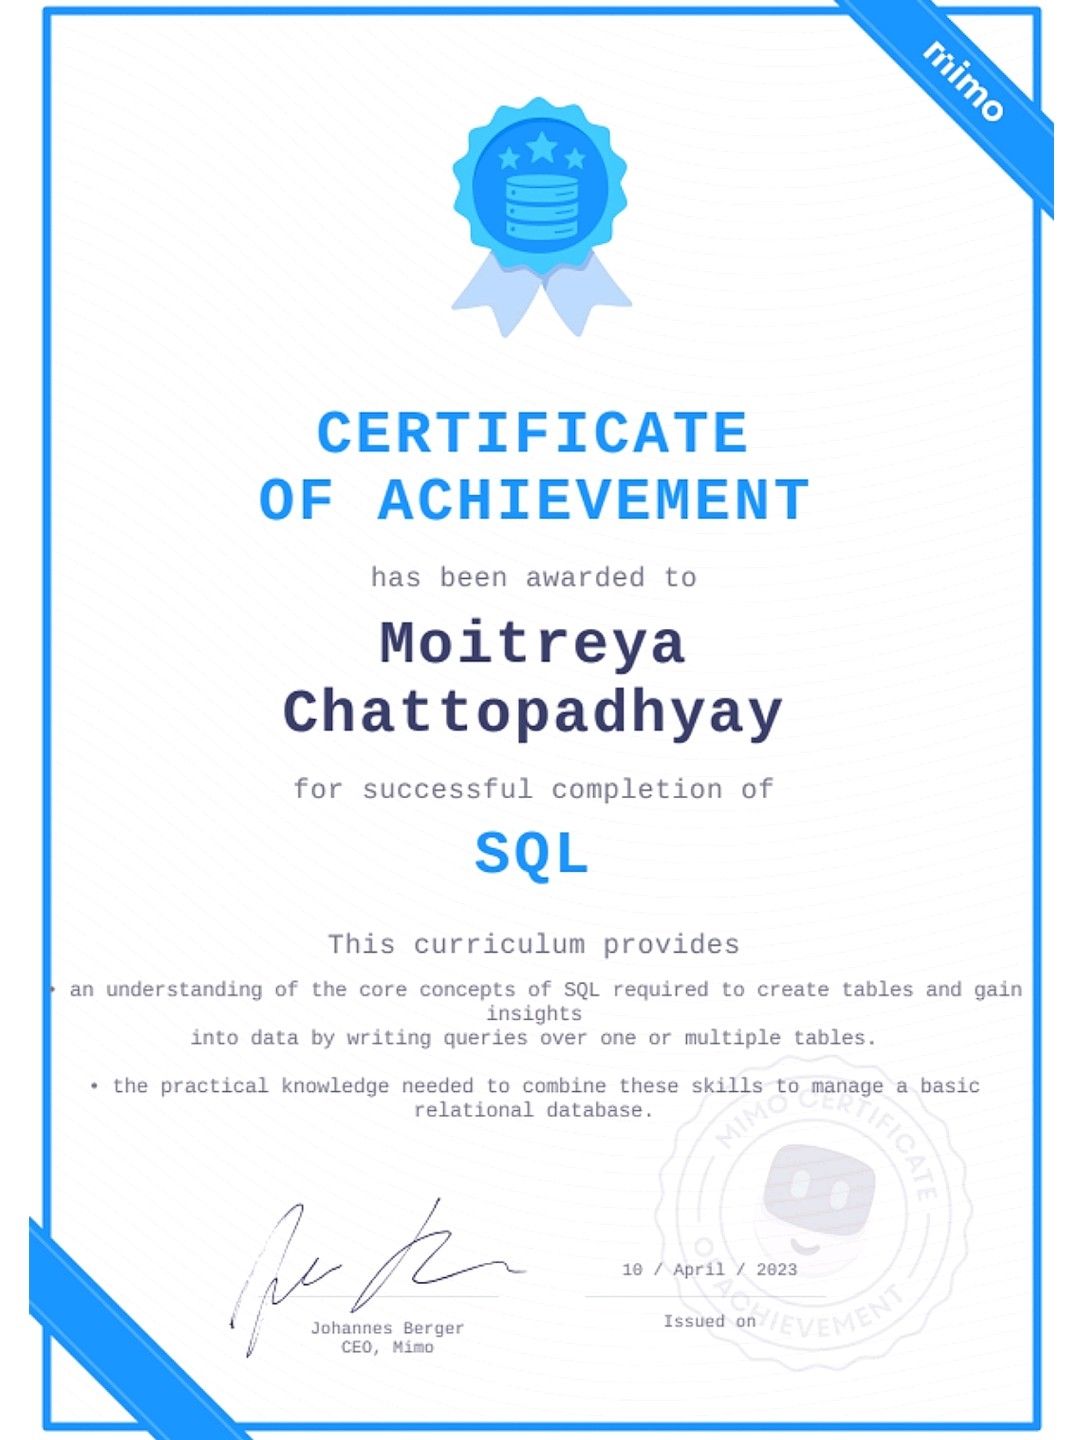 mimo
CERTIFICATE
OF ACHIEVEMENT
has been awarded to
Moitreya
Chattopadhyay
for successful completion of
SQL
This curriculum provides
• an understanding of the core concepts of SQL required to create tables and gain
insights
into data by writing queries over one or multiple tables.
• the practical knowledge needed to combine these skills to manage a basic
relational database.
MIMO CERTIFICATE
OF ACHIEVEMENT
10 / April / 2023
Issued on
Johannes Berger
CEO, Mimo